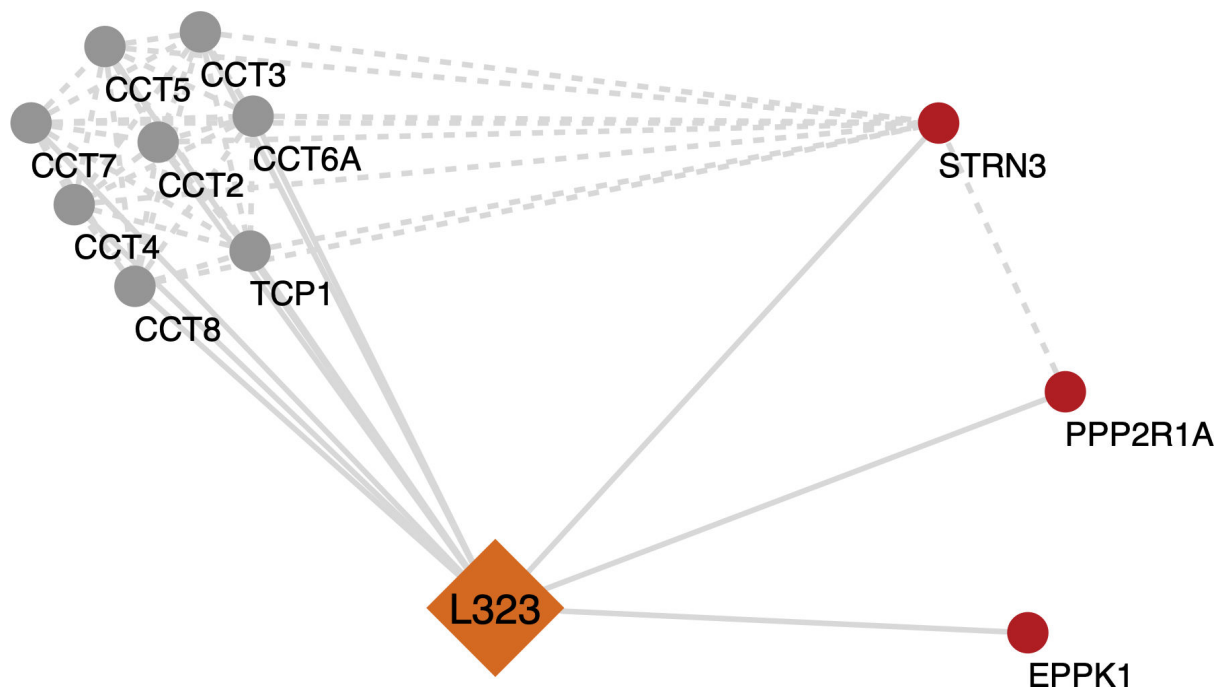 CCT5
CCT3
CCT7
CCT2
CCT6A
STRN3
CCT4
TCP1
CCT8
PPP2R1A
L323
EPPK1